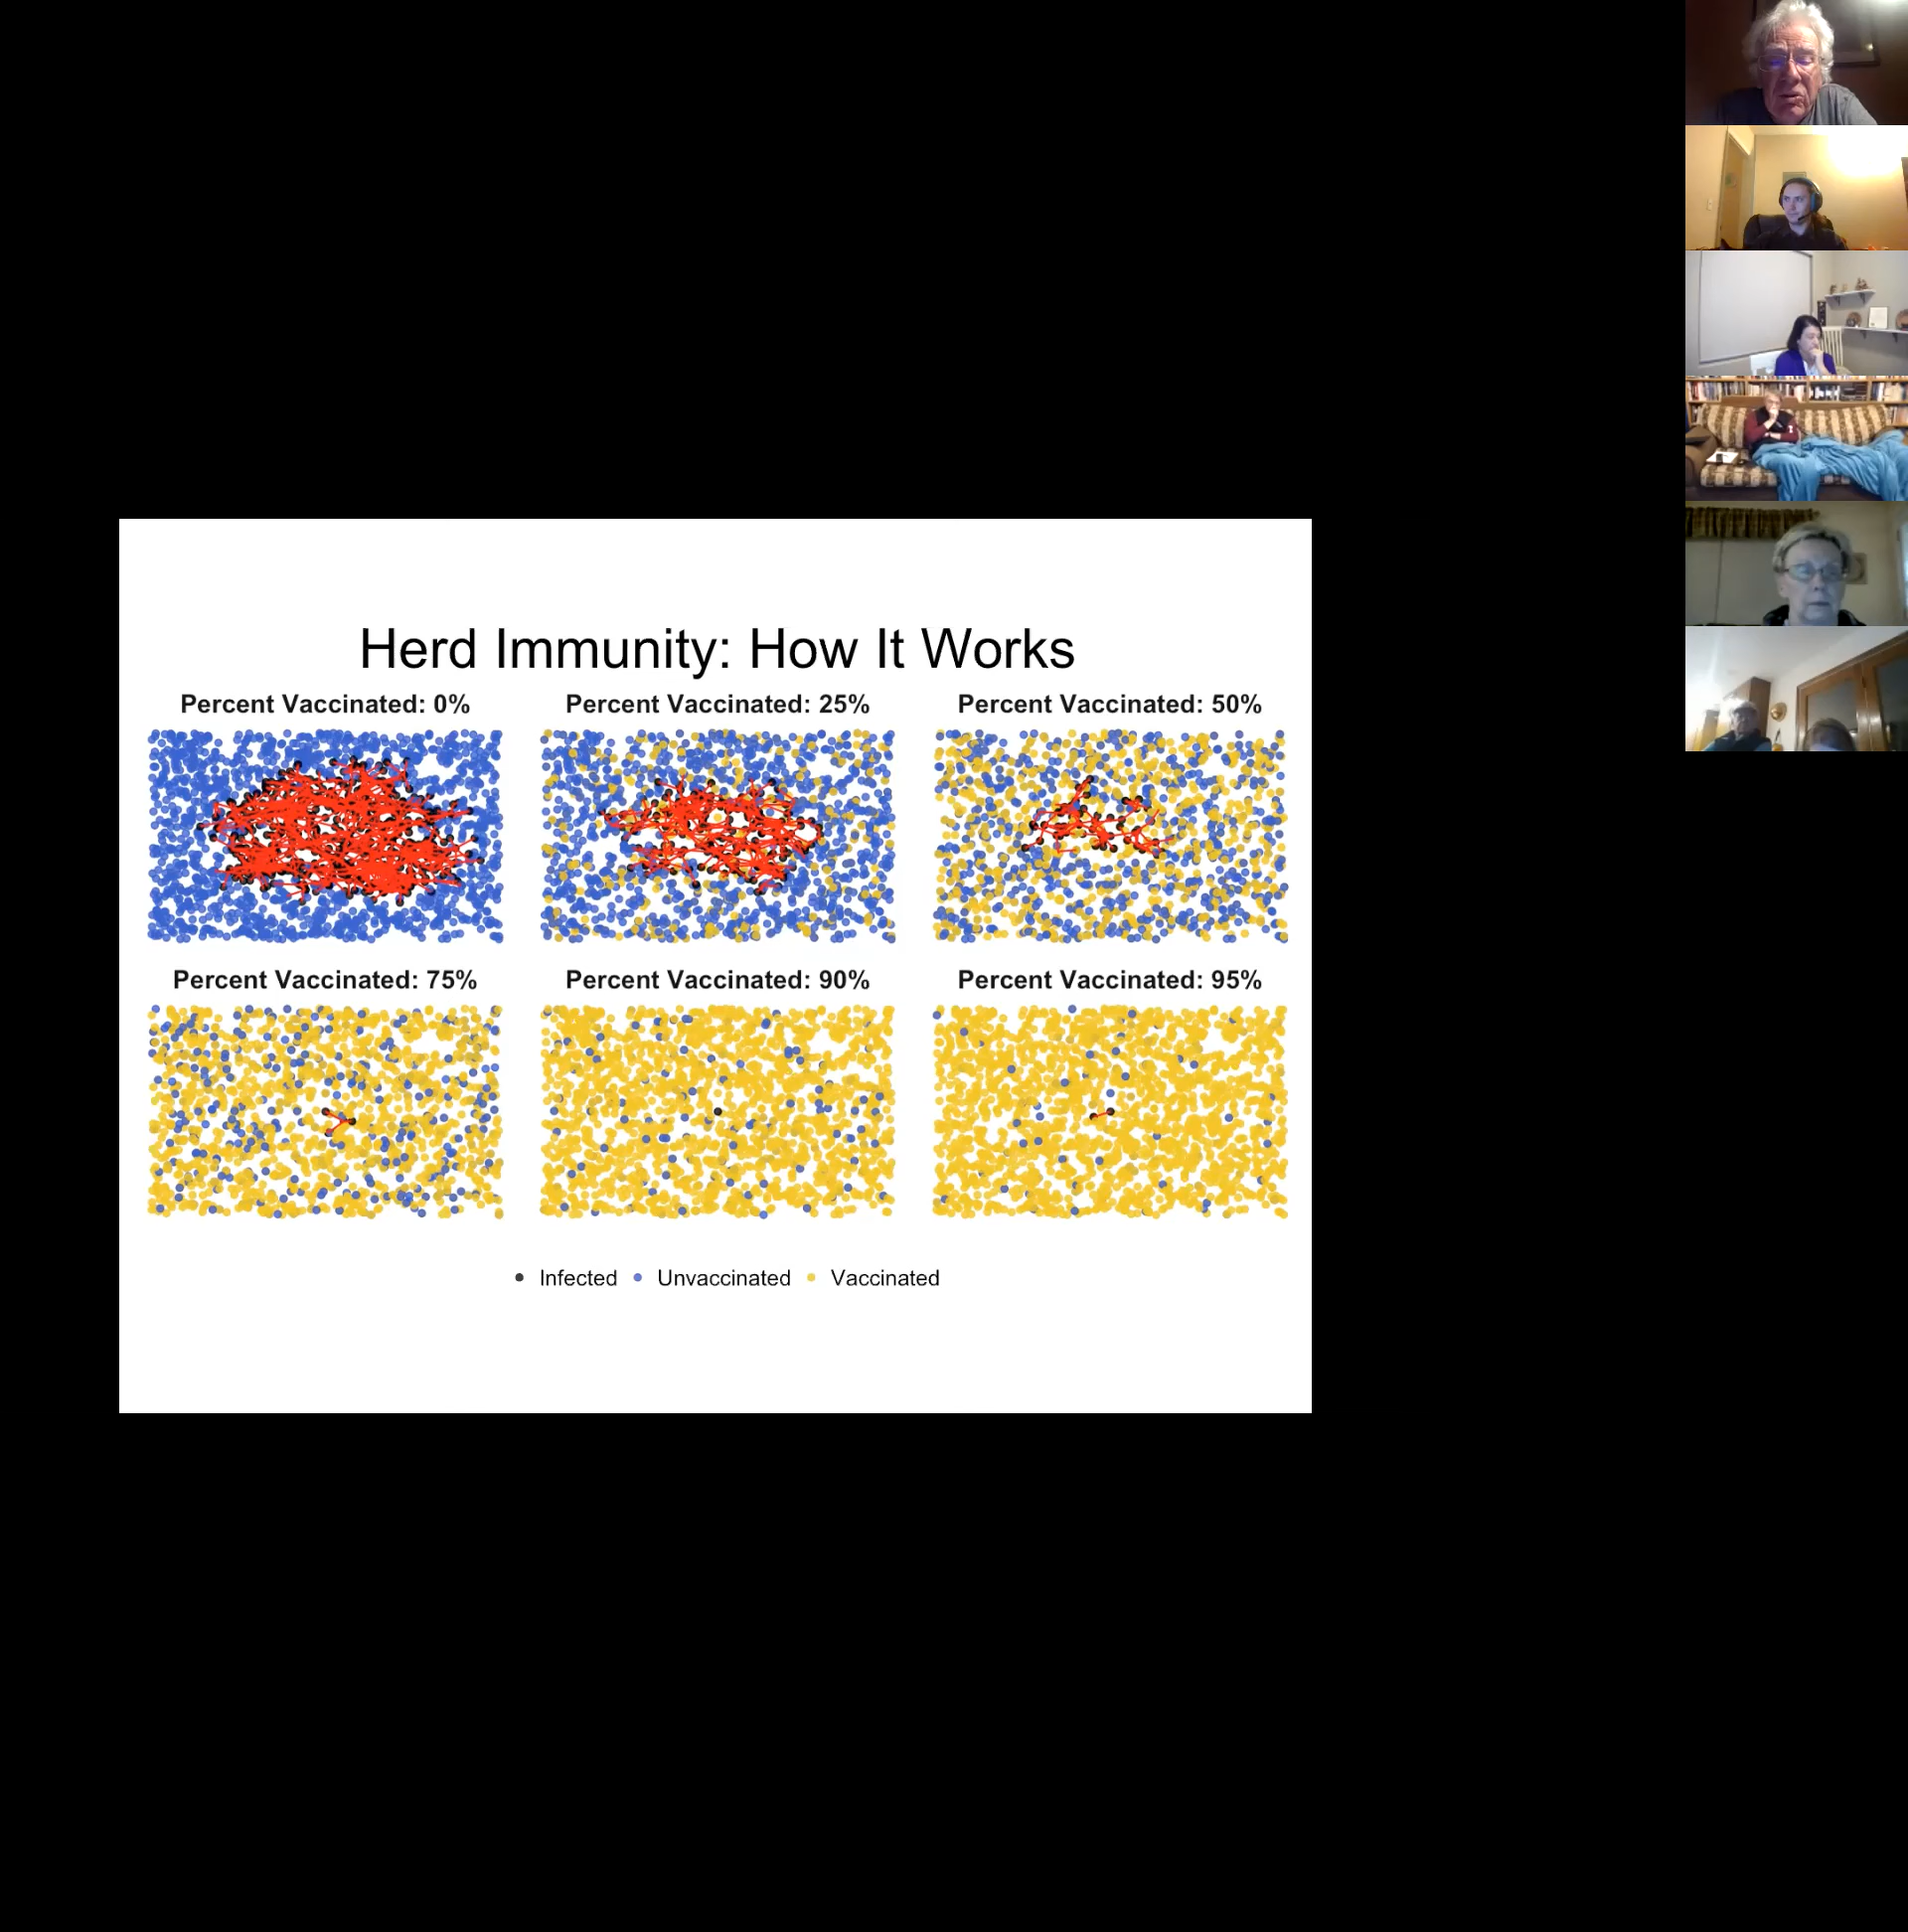 Herd Immunity: How It Works
Percent Vaccinated: 0%
Percent Vaccinated: 25%
Percent Vaccinated: 50%
Percent Vaccinated: 75%
Percent Vaccinated: 90%
Percent Vaccinated: 95%
Infected Unvaccinated Vaccinated